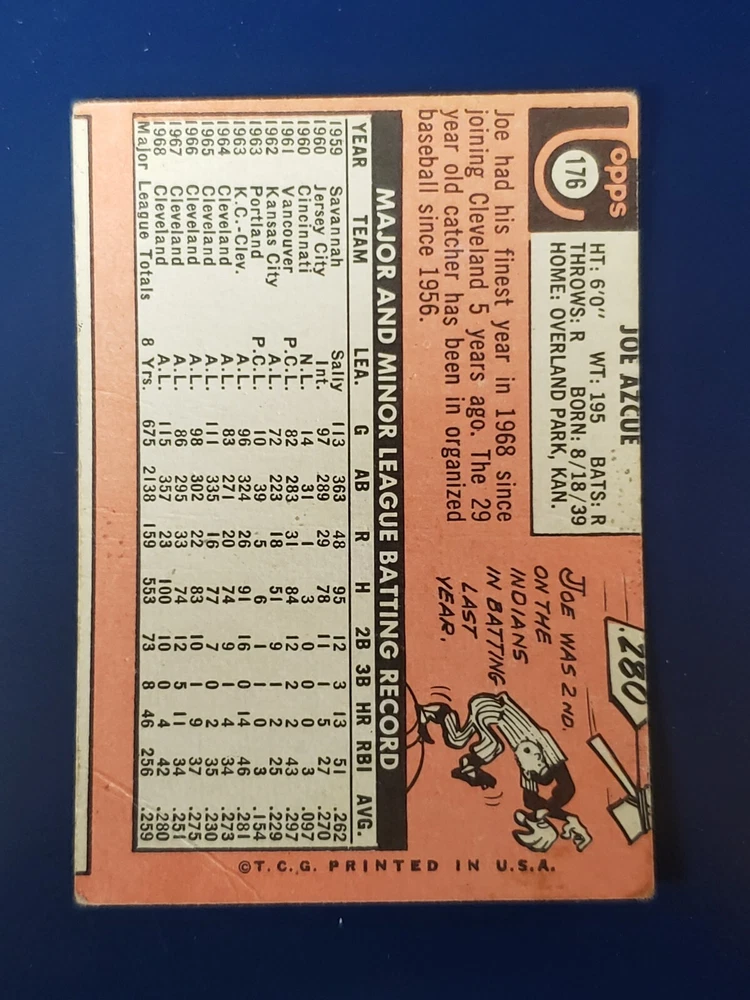 opps
176
JOE AZCUE
HT: 6'0" WT: 195 BATS: R
THROWS: R BORN: 8/18/39
HOME: OVERLAND PARK, KAN.
Joe had his finest year in 1968 since
joining Cleveland 5 years ago. The 29
year old catcher has been in organized
baseball since 1956.
.280
JOE WAS 2ND.
ON THE
INDIANS
IN BATTING
LAST
YEAR.
MAJOR AND MINOR LEAGUE BATTING RECORD
YEAR TEAM LEA. G AB R H 2B 3B HR RBI AVG.
1959 Savannah Sally 113 363 48 95 12 3 13 51 .262
1960 Jersey City Int. 97 289 29 78 11 1 5 27 .270
1960 Cincinnati N.L. 14 31 1 3 0 0 0 3 .097
1961 Vancouver P.C.L. 82 283 31 84 12 2 2 43 .297
1962 Kansas City A.L. 72 223 18 51 9 1 2 25 .229
1963 Portland P.C.L. 10 39 5 6 1 1 0 3 .154
1963 K.C.-Clev. A.L. 96 324 26 91 16 0 14 46 .281
1964 Cleveland A.L. 83 271 20 74 9 1 4 34 .273
1965 Cleveland A.L. 111 335 16 77 7 0 2 35 .230
1966 Cleveland A.L. 98 302 22 83 10 1 9 37 .275
1967 Cleveland A.L. 86 295 33 74 12 5 11 34 .251
1968 Cleveland A.L. 115 357 23 100 10 0 4 42 .280
Major League Totals 8 Yrs. 675 2138 159 553 73 8 46 256 .259
©T.C.G. PRINTED IN U.S.A.